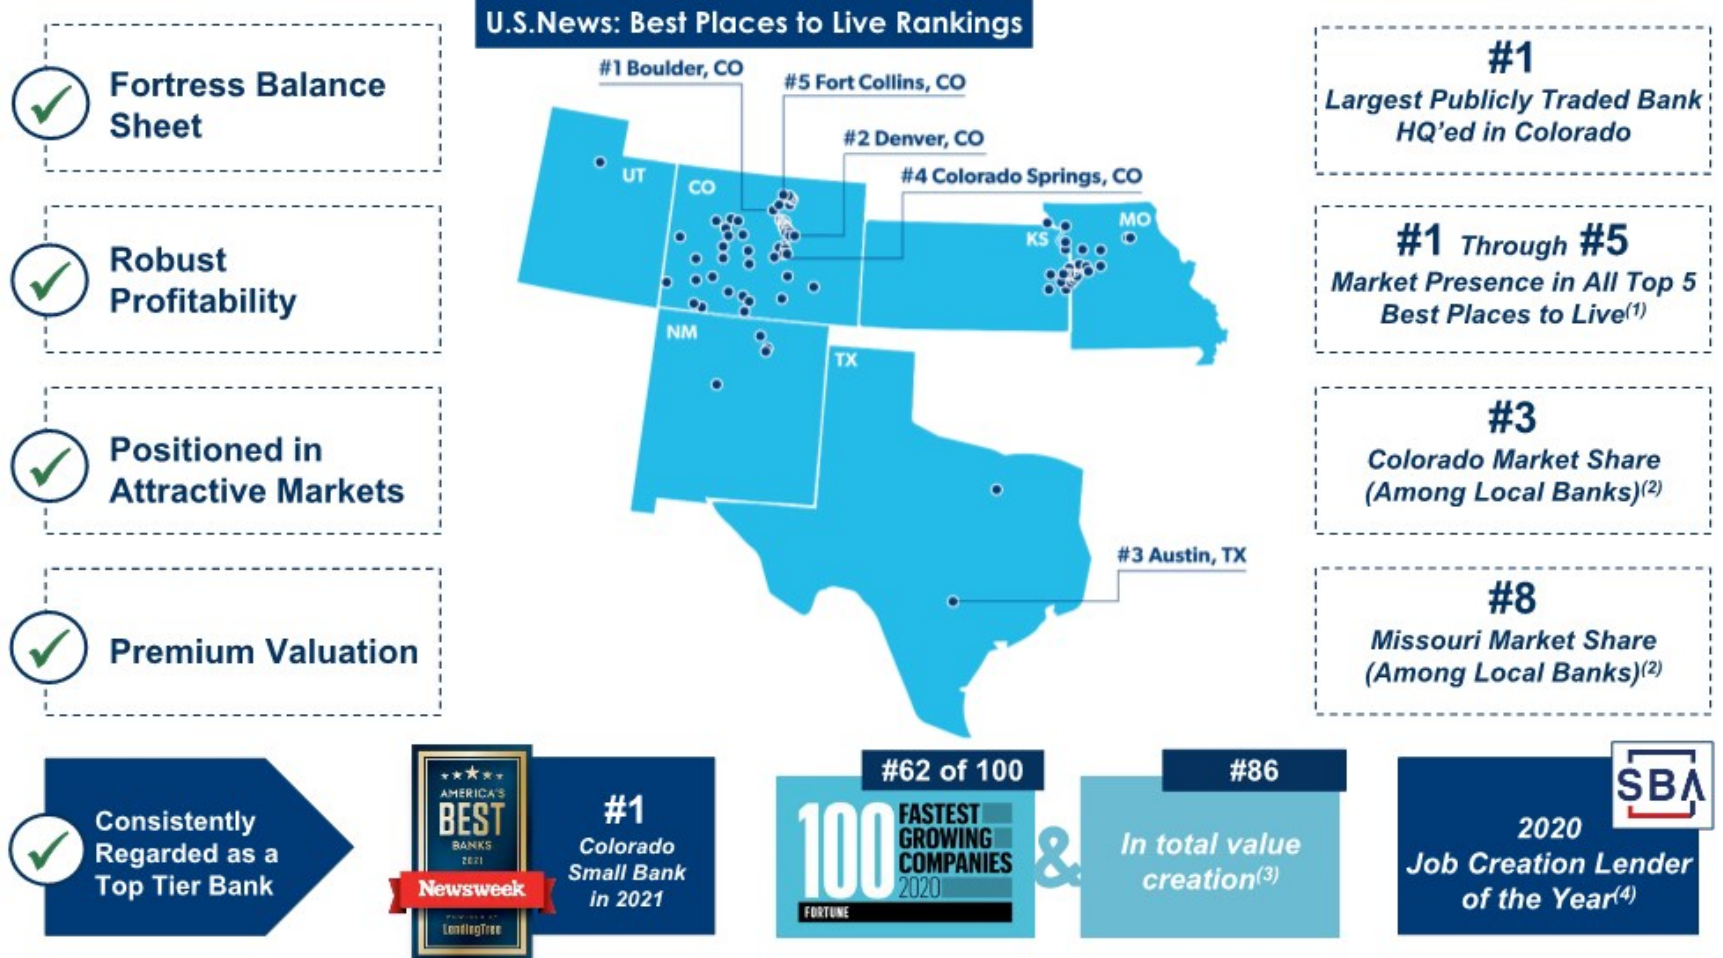 U.S.News: Best Places to Live Rankings
Fortress Balance
Sheet
Robust
Profitability
Positioned in
Attractive Markets
Premium Valuation
#1 Boulder, CO
#5 Fort Collins, CO
#2 Denver, CO
#4 Colorado Springs, CO
UT
CO
KS
MO
NM
TX
#3 Austin, TX
#1
Largest Publicly Traded Bank
HQ'ed in Colorado
#1 Through #5
Market Presence in All Top 5
Best Places to Live(1)
#3
Colorado Market Share
(Among Local Banks)(2)
#8
Missouri Market Share
(Among Local Banks)(2)
Consistently
Regarded as a
Top Tier Bank
AMERICA'S
BEST
BANKS
2021
Newsweek
LendingTree
#1
Colorado
Small Bank
in 2021
#62 of 100
100
FASTEST
GROWING
COMPANIES
2020
FORTUNE
&
#86
In total value
creation(3)
SBA
2020
Job Creation Lender
of the Year(4)